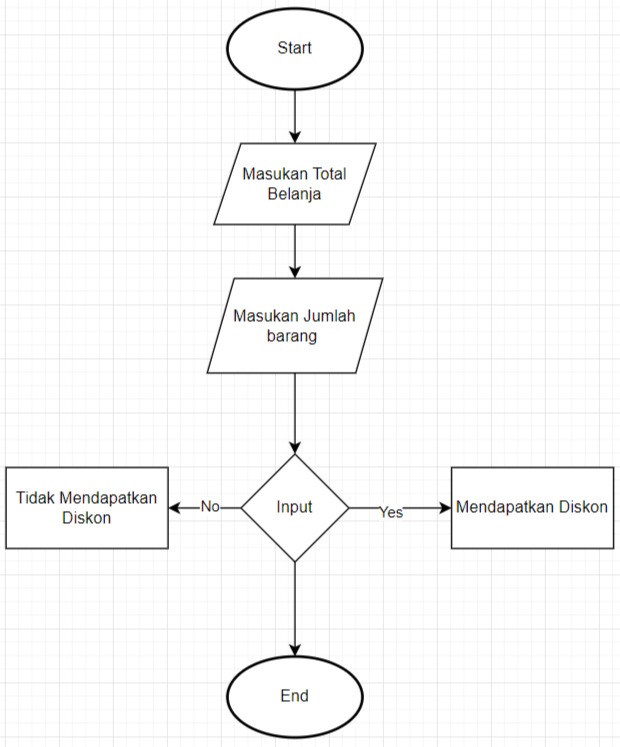 Start
Masukan Total
Belanja
Masukan Jumlah
barang
Tidak Mendapatkan
Diskon
No
Input
Yes
Mendapatkan Diskon
End